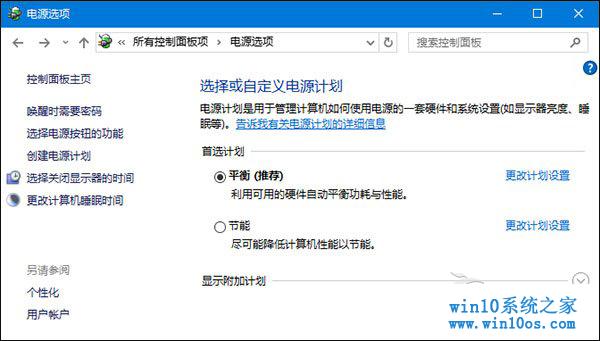 电源选项
« 所有控制面板项 › 电源选项
搜索控制面板
控制面板主页
唤醒时需要密码
选择电源按钮的功能
创建电源计划
选择关闭显示器的时间
更改计算机睡眠时间
另请参阅
个性化
用户帐户
选择或自定义电源计划
电源计划是用于管理计算机如何使用电源的一套硬件和系统设置(如显示器亮度、睡
眠等)。告诉我有关电源计划的详细信息
首选计划
平衡 (推荐) 更改计划设置
利用可用的硬件自动平衡功耗与性能。
节能 更改计划设置
尽可能降低计算机性能以节能。
显示附加计划
win10系统之家
www.win10os.com